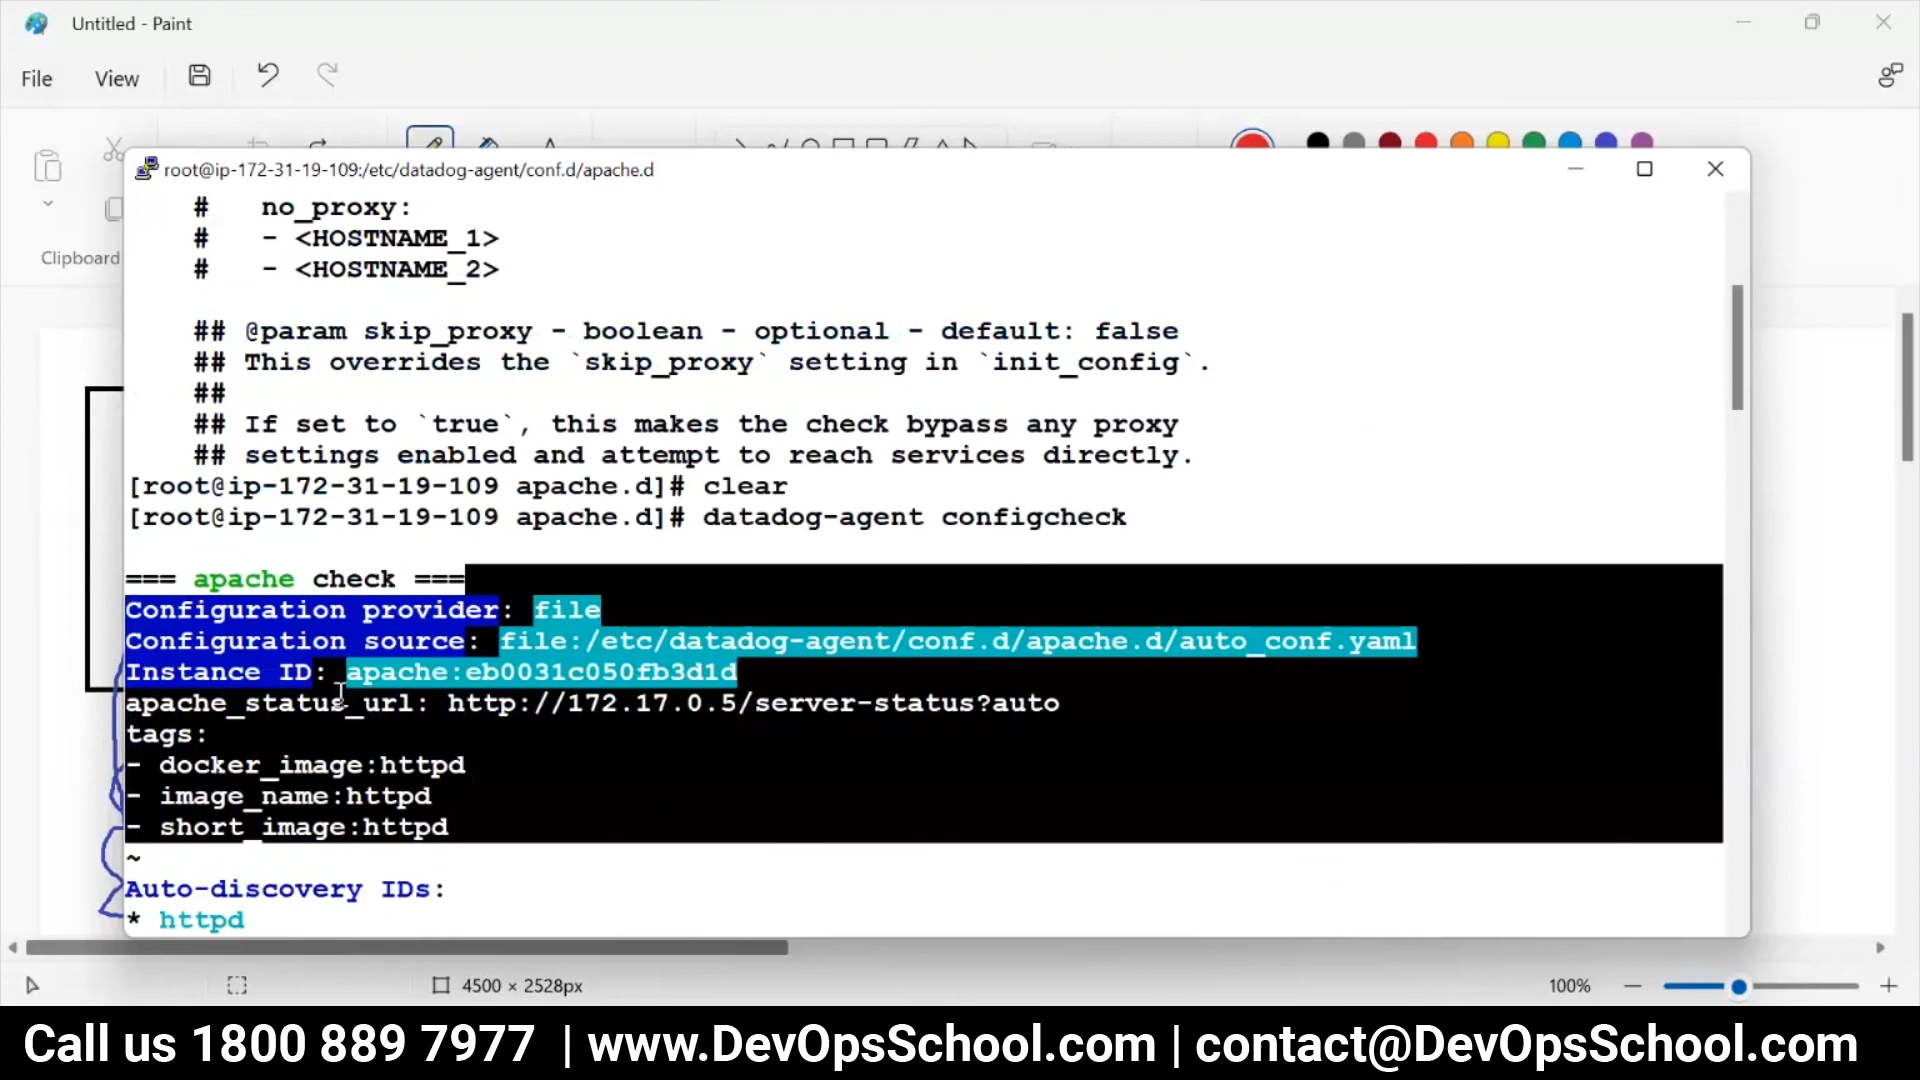 Untitled - Paint
File
View
root@ip-172-31-19-109:/etc/datadog-agent/conf.d/apache.d
Clipboard
#   no_proxy:
#   - <HOSTNAME_1>
#   - <HOSTNAME_2>
## @param skip_proxy - boolean - optional - default: false
## This overrides the `skip_proxy` setting in `init_config`.
##
## If set to `true`, this makes the check bypass any proxy
## settings enabled and attempt to reach services directly.
[root@ip-172-31-19-109 apache.d]# clear
[root@ip-172-31-19-109 apache.d]# datadog-agent configcheck
=== apache check ===
Configuration provider: file
Configuration source: file:/etc/datadog-agent/conf.d/apache.d/auto_conf.yaml
Instance ID: apache:eb0031c050fb3d1d
apache_status_url: http://172.17.0.5/server-status?auto
tags:
- docker_image:httpd
- image_name:httpd
- short_image:httpd
~
Auto-discovery IDs:
* httpd
4500 × 2528px
100%
Call us 1800 889 7977 | www.DevOpsSchool.com | contact@DevOpsSchool.com